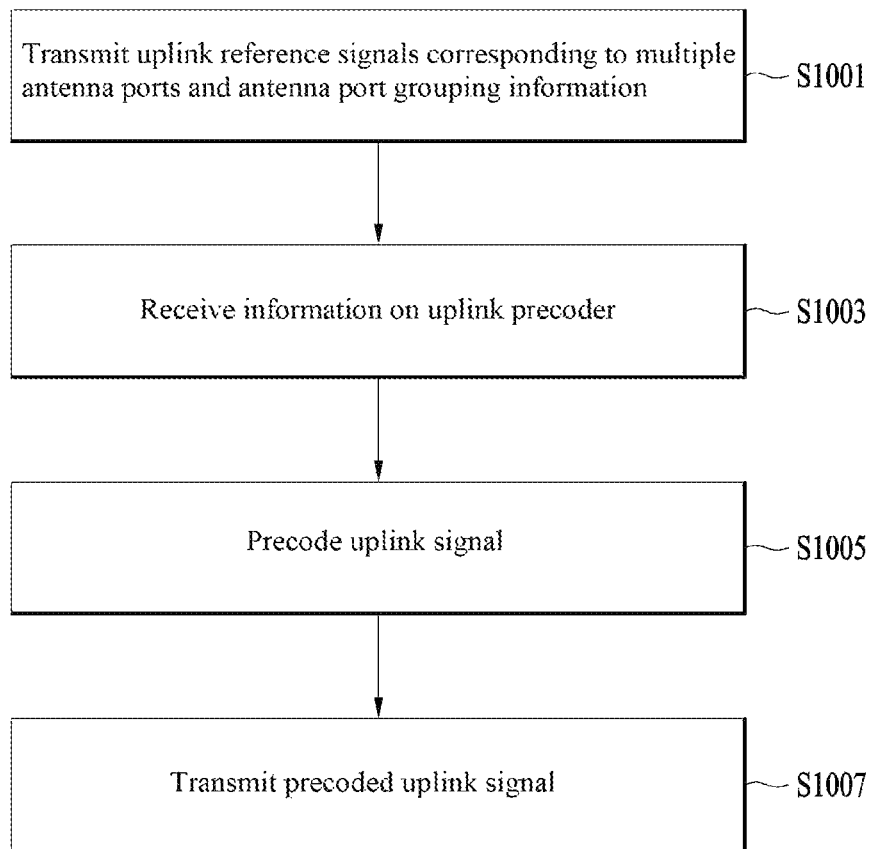 Transmit uplink reference signals corresponding to multiple
antenna ports and antenna port grouping information
S1001
Receive information on uplink precoder
S1003
Precode uplink signal
S1005
Transmit precoded uplink signal
S1007